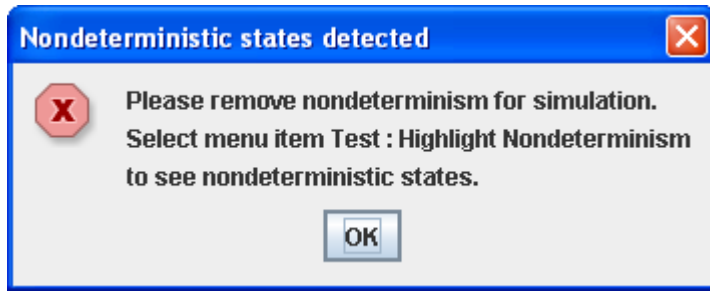 Nondeterministic states detected
Please remove nondeterminism for simulation.
Select menu item Test : Highlight Nondeterminism
to see nondeterministic states.
OK